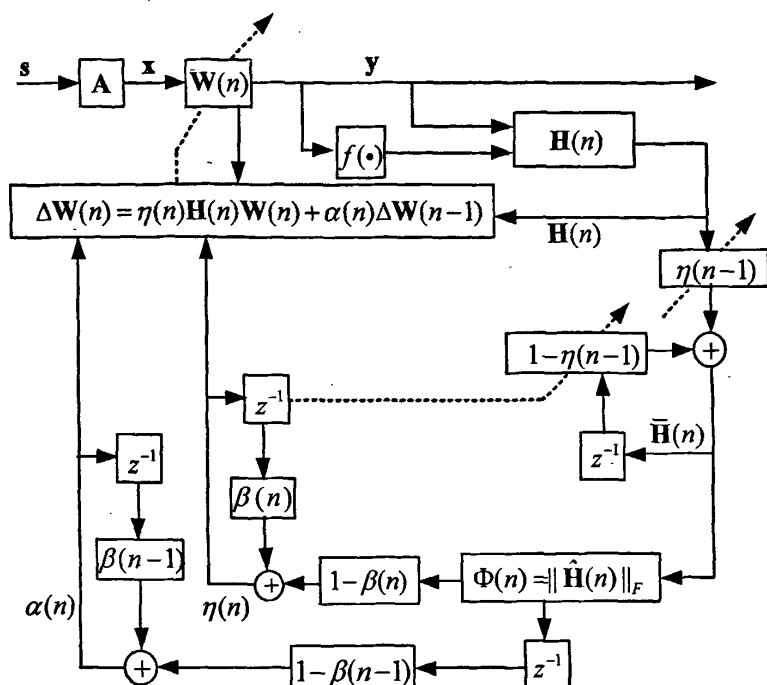 s
A
x
W(n)
y
f(•)
H(n)
ΔW(n) = η(n)H(n)W(n) + α(n)ΔW(n−1)
H(n)
η(n−1)
1−η(n−1)
+
z⁻¹
H̄(n)
z⁻¹
z⁻¹
β(n)
β(n−1)
+
1−β(n)
Φ(n) = || Ĥ(n) ||F
α(n)
η(n)
+
1−β(n−1)
z⁻¹